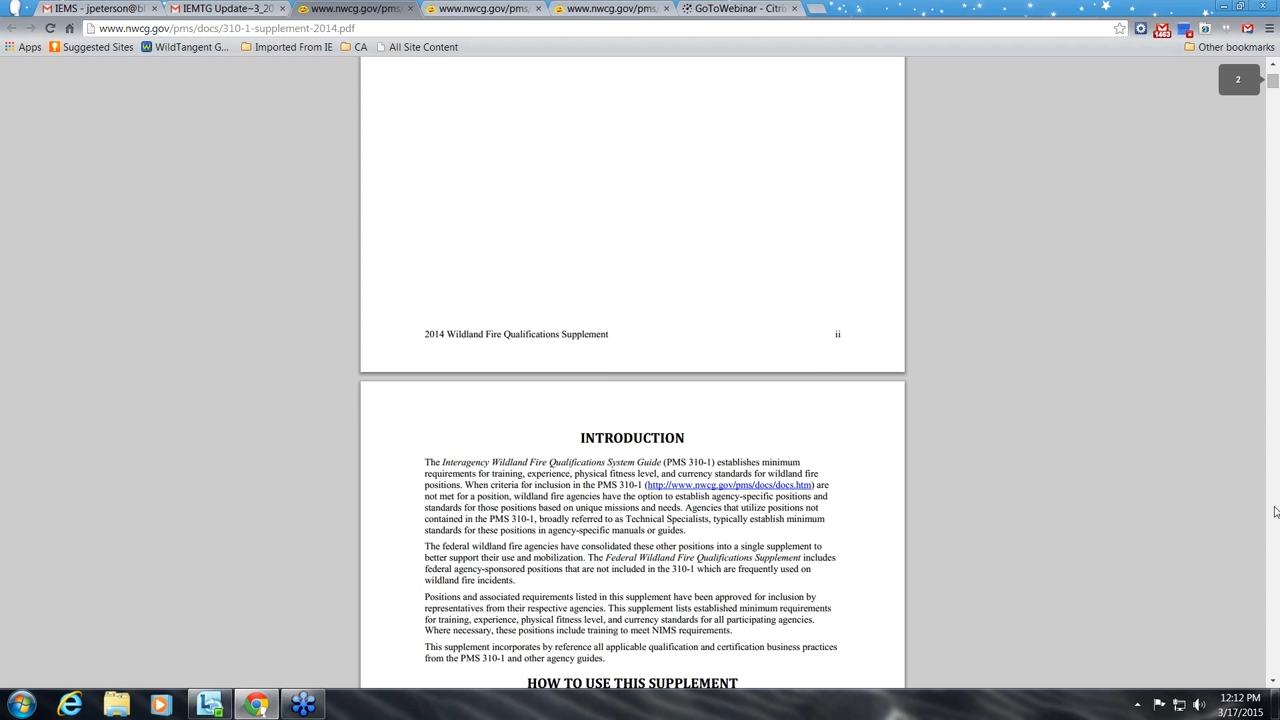 IEMS - jpeterson@bl
IEMTG Update~3_20
www.nwcg.gov/pms/
www.nwcg.gov/pms/
www.nwcg.gov/pms/
GoToWebinar - Citri
www.nwcg.gov/pms/docs/310-1-supplement-2014.pdf
Apps
Suggested Sites
WildTangent G...
Imported From IE
CA
All Site Content
Other bookmarks
2
2014 Wildland Fire Qualifications Supplement ii
INTRODUCTION
The Interagency Wildland Fire Qualifications System Guide (PMS 310-1) establishes minimum
requirements for training, experience, physical fitness level, and currency standards for wildland fire
positions. When criteria for inclusion in the PMS 310-1 (http://www.nwcg.gov/pms/docs/docs.htm) are
not met for a position, wildland fire agencies have the option to establish agency-specific positions and
standards for those positions based on unique missions and needs. Agencies that utilize positions not
contained in the PMS 310-1, broadly referred to as Technical Specialists, typically establish minimum
standards for these positions in agency-specific manuals or guides.
The federal wildland fire agencies have consolidated these other positions into a single supplement to
better support their use and mobilization. The Federal Wildland Fire Qualifications Supplement includes
federal agency-sponsored positions that are not included in the 310-1 which are frequently used on
wildland fire incidents.
Positions and associated requirements listed in this supplement have been approved for inclusion by
representatives from their respective agencies. This supplement lists established minimum requirements
for training, experience, physical fitness level, and currency standards for all participating agencies.
Where necessary, these positions include training to meet NIMS requirements.
This supplement incorporates by reference all applicable qualification and certification business practices
from the PMS 310-1 and other agency guides.
HOW TO USE THIS SUPPLEMENT
12:12 PM
3/17/2015